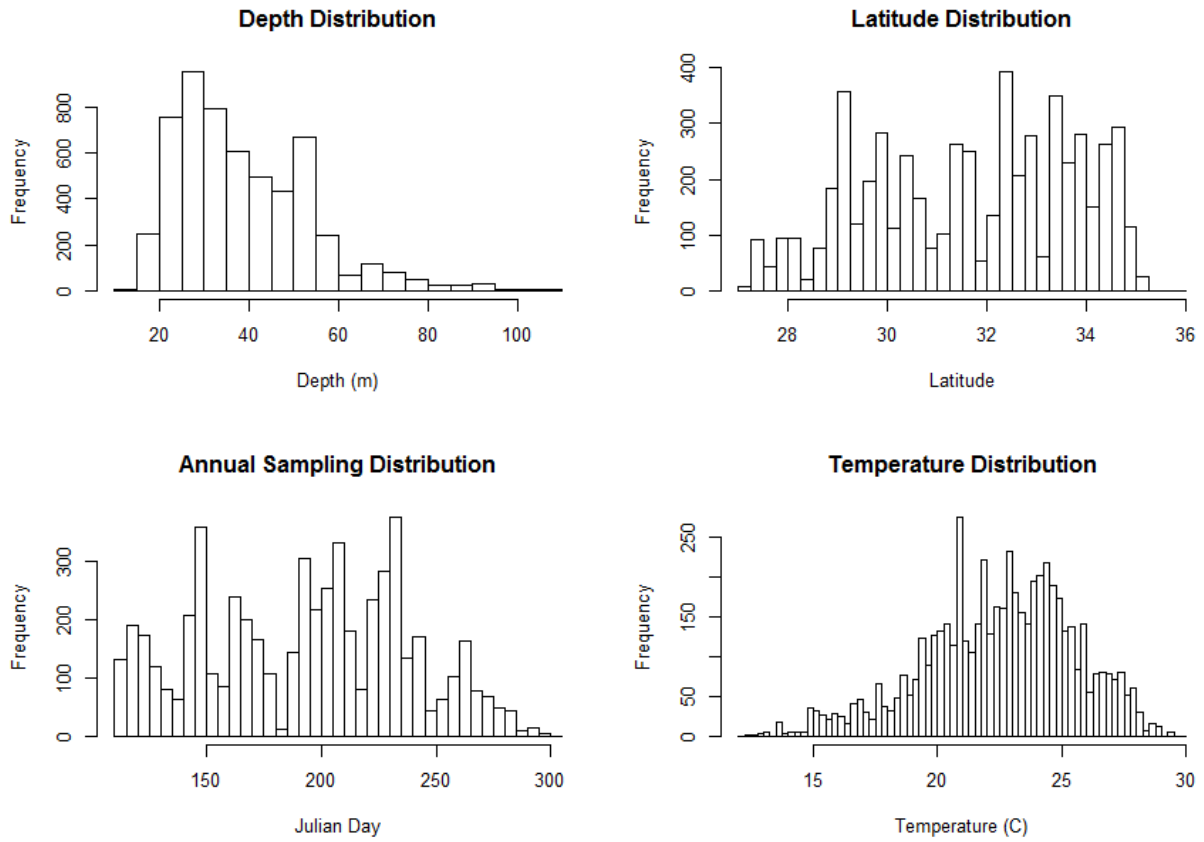 Depth Distribution
Frequency
0 200 400 600 800
20 40 60 80 100
Depth (m)
Latitude Distribution
Frequency
0 100 200 300 400
28 30 32 34 36
Latitude
Annual Sampling Distribution
Frequency
0 100 200 300
150 200 250 300
Julian Day
Temperature Distribution
Frequency
0 50 150 250
15 20 25 30
Temperature (C)